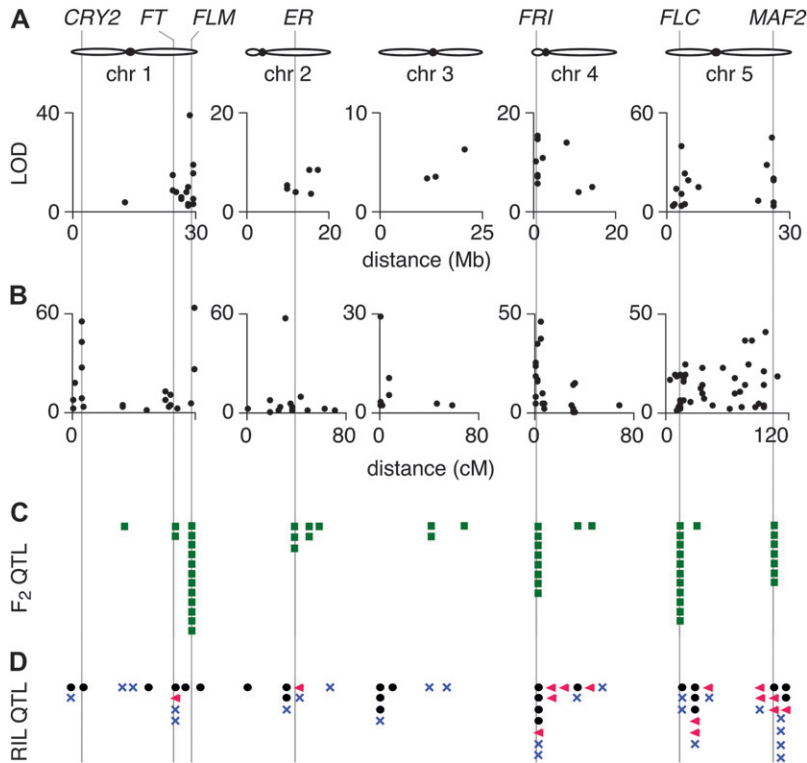 A CRY2 FT FLM ER FRI FLC MAF2
chr 1 chr 2 chr 3 chr 4 chr 5
40 20 10 20 60
LOD
0 0 0 0 0
0 30 0 20 0 25 0 20 0 30
distance (Mb)
B
60 60 30 50 50
0 0 0 0 0
0 0 80 0 80 0 80 0 120
distance (cM)
C
F2 QTL
D
RIL QTL